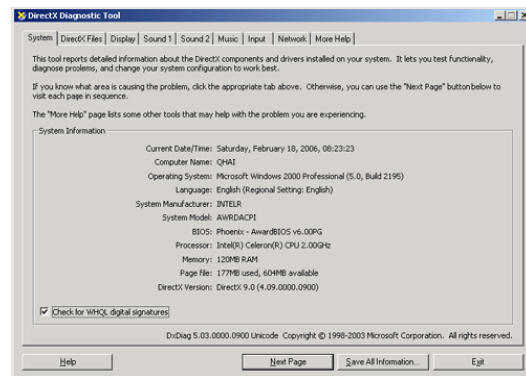 DirectX Diagnostic Tool
System DirectX Files Display Sound 1 Sound 2 Music Input Network More Help
This tool reports detailed information about the DirectX components and drivers installed on your system. It lets you test functionality,
diagnose prolems, and change your system configuration to work best.
If you know what area is causing the problem, click the appropriate tab above. Otherwise, you can use the "Next Page" button below to
visit each page in sequence.
The "More Help" page lists some other tools that may help with the problem you are experiencing.
System Information
Current Date/Time: Saturday, February 18, 2006, 08:23:23
Computer Name: QHAI
Operating System: Microsoft Windows 2000 Professional (5.0, Build 2195)
Language: English (Regional Setting: English)
System Manufacturer: INTELR
System Model: AWRDACPI
BIOS: Phoenix - AwardBIOS v6.00PG
Processor: Intel(R) Celeron(R) CPU 2.00GHz
Memory: 120MB RAM
Page file: 177MB used, 604MB available
DirectX Version: DirectX 9.0 (4.09.0000.0900)
Check for WHQL digital signatures
DxDiag 5.03.0000.0900 Unicode Copyright © 1998-2003 Microsoft Corporation. All rights reserved.
Help Next Page Save All Information... Exit